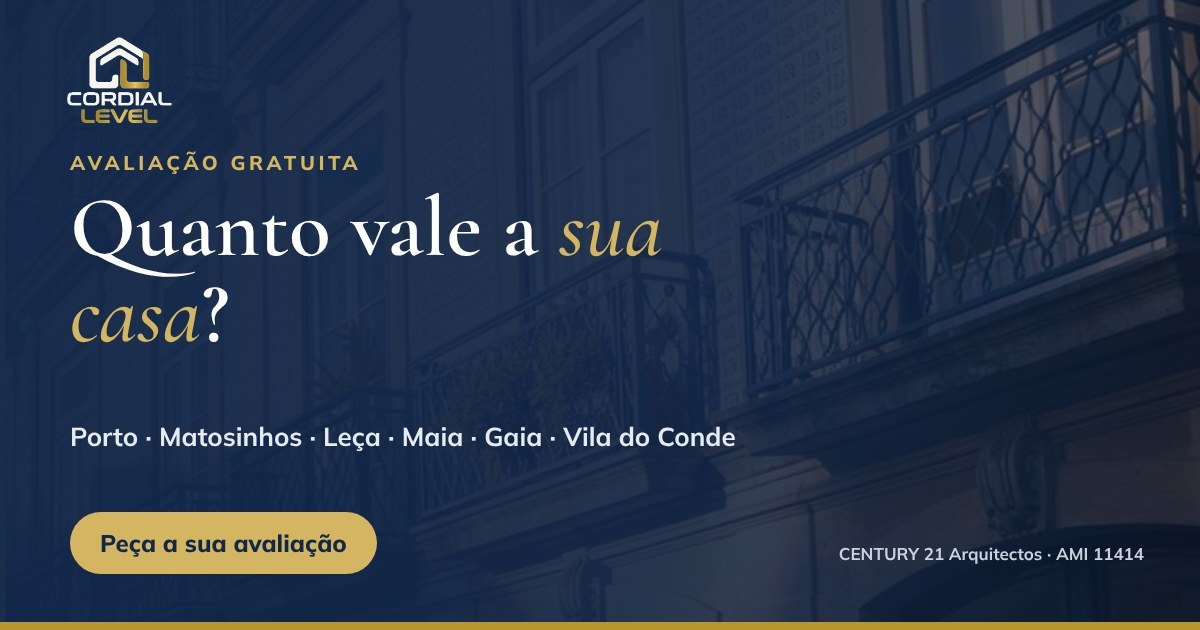 CORDIAL
LEVEL
AVALIAÇÃO GRATUITA
Quanto vale a sua
casa?
Porto · Matosinhos · Leça · Maia · Gaia · Vila do Conde
Peça a sua avaliação
CENTURY 21 Arquitectos · AMI 11414